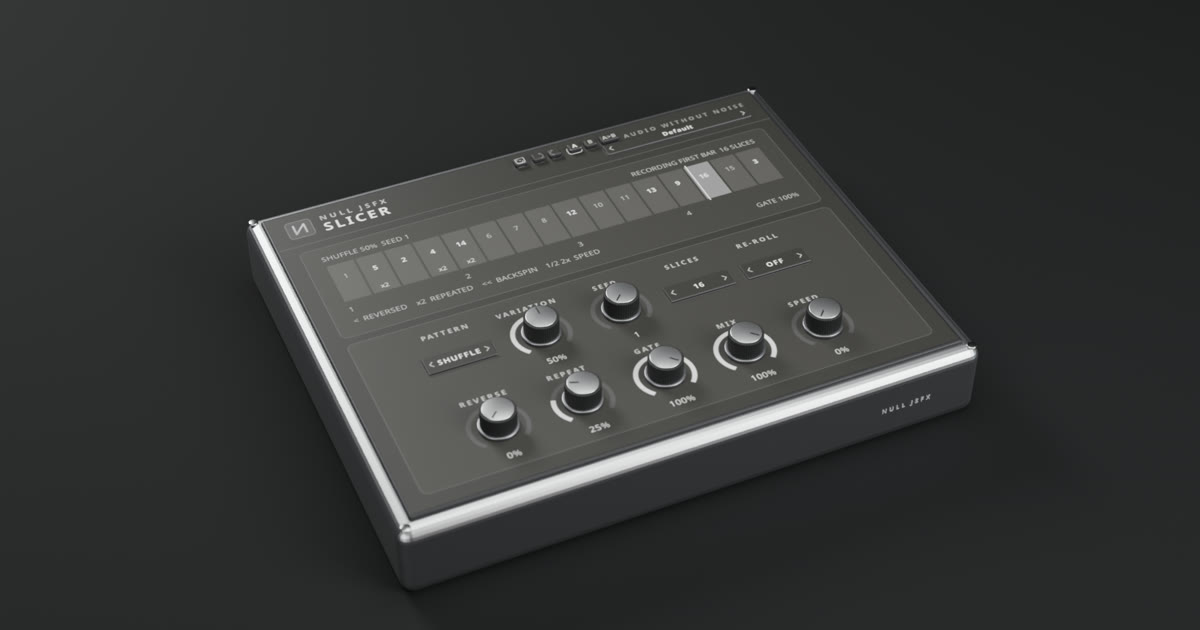 NULL JSFX
SLICER
A B A>B
AUDIO WITHOUT NOISE
< Default >
SHUFFLE 50% SEED 1
RECORDING FIRST BAR 16 SLICES
1 5 2 4 14 6 7 8 12 10 11 13 9 16 15 3
x2 x2 x2
1 2 3 4
< REVERSED x2 REPEATED << BACKSPIN 1/2 2x SPEED
GATE 100%
PATTERN
< SHUFFLE >
VARIATION
50%
SEED
1
SLICES
< 16 >
RE-ROLL
< OFF >
REVERSE
0%
REPEAT
25%
GATE
100%
MIX
100%
SPEED
0%
NULL JSFX